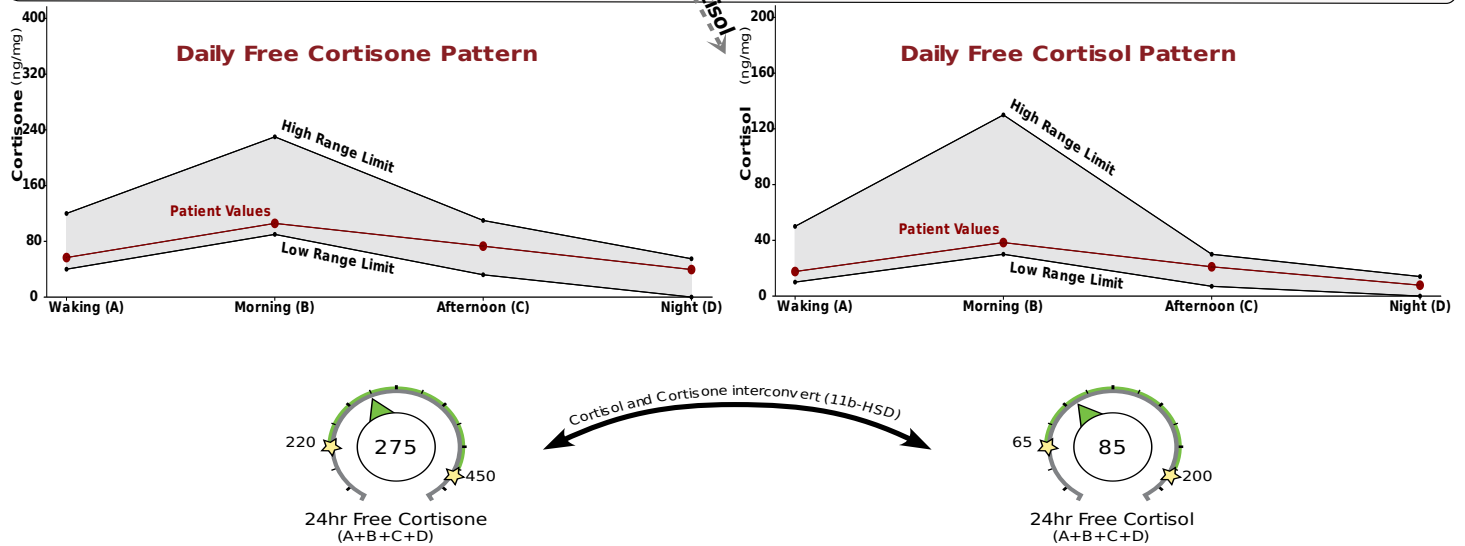 Daily Free Cortisone Pattern
Cortisone (ng/mg)
400
320
240
160
80
0
High Range Limit
Patient Values
Low Range Limit
Waking (A)
Morning (B)
Afternoon (C)
Night (D)
Daily Free Cortisol Pattern
Cortisol (ng/mg)
200
160
120
80
40
0
High Range Limit
Patient Values
Low Range Limit
Waking (A)
Morning (B)
Afternoon (C)
Night (D)
Cortisol and Cortisone interconvert (11b-HSD)
220
275
450
24hr Free Cortisone
(A+B+C+D)
65
85
200
24hr Free Cortisol
(A+B+C+D)